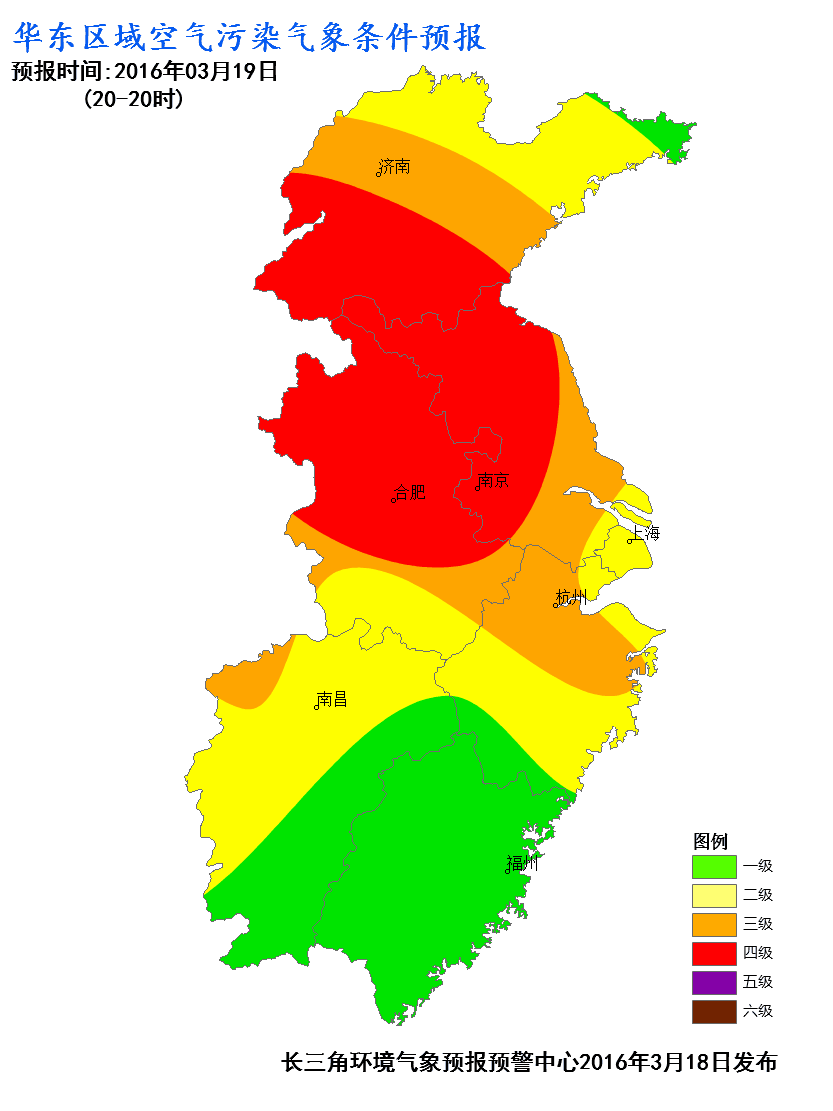 华东区域空气污染气象条件预报
预报时间:2016年03月19日
(20-20时)
济南
南京
合肥
上海
杭州
南昌
福州
图例
一级
二级
三级
四级
五级
六级
长三角环境气象预报预警中心2016年3月18日发布